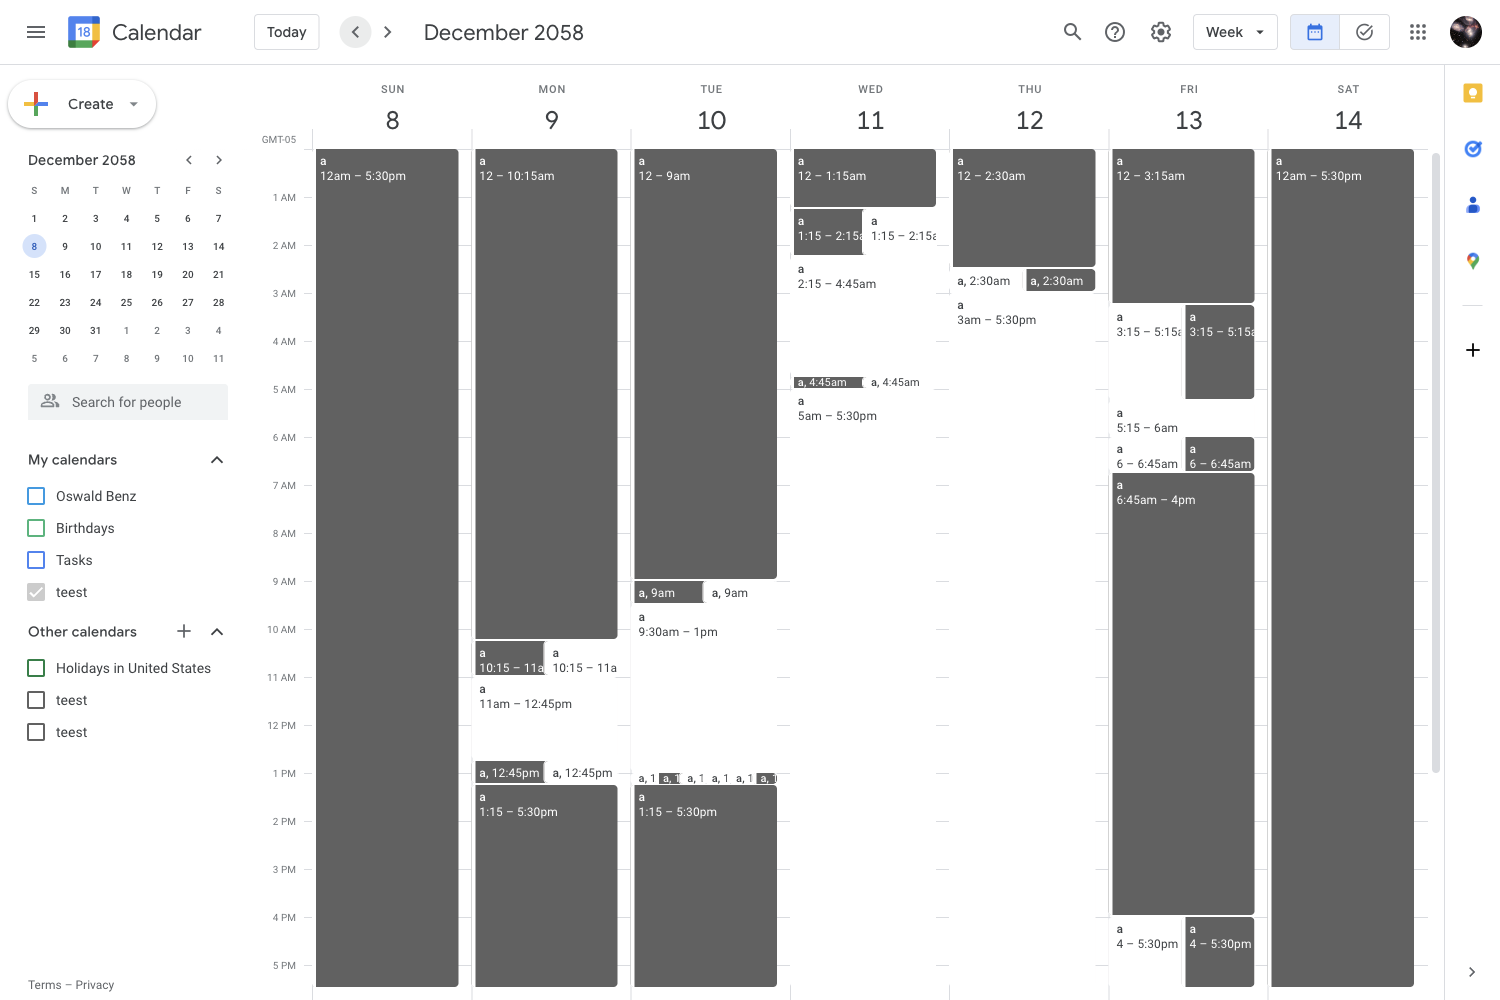 18 Calendar Today December 2058 Week
Create
December 2058
S M T W T F S
1 2 3 4 5 6 7
8 9 10 11 12 13 14
15 16 17 18 19 20 21
22 23 24 25 26 27 28
29 30 31 1 2 3 4
5 6 7 8 9 10 11
Search for people
My calendars
Oswald Benz
Birthdays
Tasks
teest
Other calendars
Holidays in United States
teest
teest
Terms – Privacy
SUN MON TUE WED THU FRI SAT
8 9 10 11 12 13 14
GMT-05
1 AM
2 AM
3 AM
4 AM
5 AM
6 AM
7 AM
8 AM
9 AM
10 AM
11 AM
12 PM
1 PM
2 PM
3 PM
4 PM
5 PM
a
12am – 5:30pm
a
12 – 10:15am
a
10:15 – 11a
a
10:15 – 11a
a
11am – 12:45pm
a, 12:45pm
a, 12:45pm
a
1:15 – 5:30pm
a
12 – 9am
a, 9am
a, 9am
a
9:30am – 1pm
a, 1
a, 1
a, 1
a, 1
a, 1
a, 1
a
1:15 – 5:30pm
a
12 – 1:15am
a
1:15 – 2:15a
a
1:15 – 2:15a
a
2:15 – 4:45am
a, 4:45am
a, 4:45am
a
5am – 5:30pm
a
12 – 2:30am
a, 2:30am
a, 2:30am
a
3am – 5:30pm
a
12 – 3:15am
a
3:15 – 5:15a
a
3:15 – 5:15a
a
5:15 – 6am
a
6 – 6:45am
a
6 – 6:45am
a
6:45am – 4pm
a
4 – 5:30pm
a
4 – 5:30pm
a
12am – 5:30pm